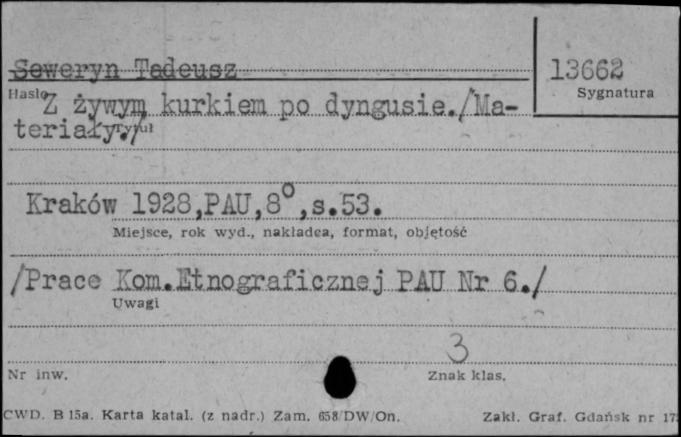 Seweryn Tadeusz
13662
Hasło
Sygnatura
Z żywym kurkiem po dyngusie./Ma-
teriały./
Tytuł
Kraków 1928,PAU,8°,s.53.
Miejsce, rok wyd., nakładca, format, objętość
/Prace Kom.Etnograficznej PAU Nr 6./
Uwagi
3
Nr inw.
Znak klas.
CWD. B 15a. Karta katal. (z nadr.) Zam. 658/DW/On.
Zakł. Graf. Gdańsk nr